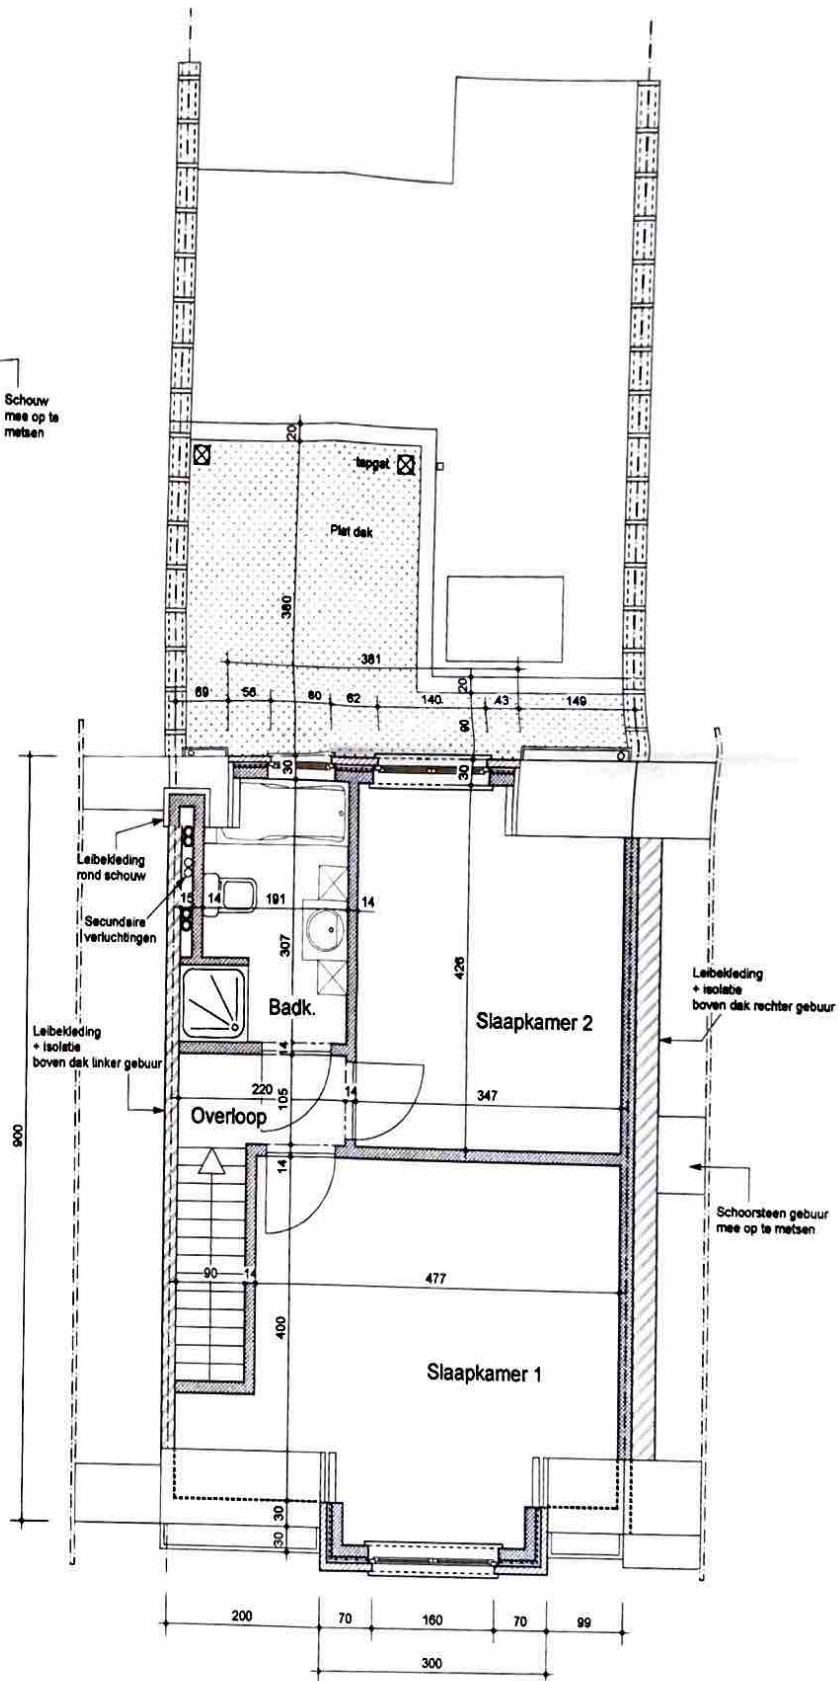 Schouw
mee op te
metsen
20
tapgat
Plat dak
380
381
69 56 80 62 140 43 149
20
90
30
30
Leibekleding
rond schouw
Secundaire
verluchtingen
15 14 191 14
307
426
Badk.
Slaapkamer 2
Leibekleding
+ isolatie
boven dak rechter gebuur
Leibekleding
+ isolatie
boven dak linker gebuur
14
220 14 347
105
Overloop
900
14
Schoorsteen gebuur
mee op te metsen
90 14 477
400
Slaapkamer 1
30
30
200 70 160 70 99
300